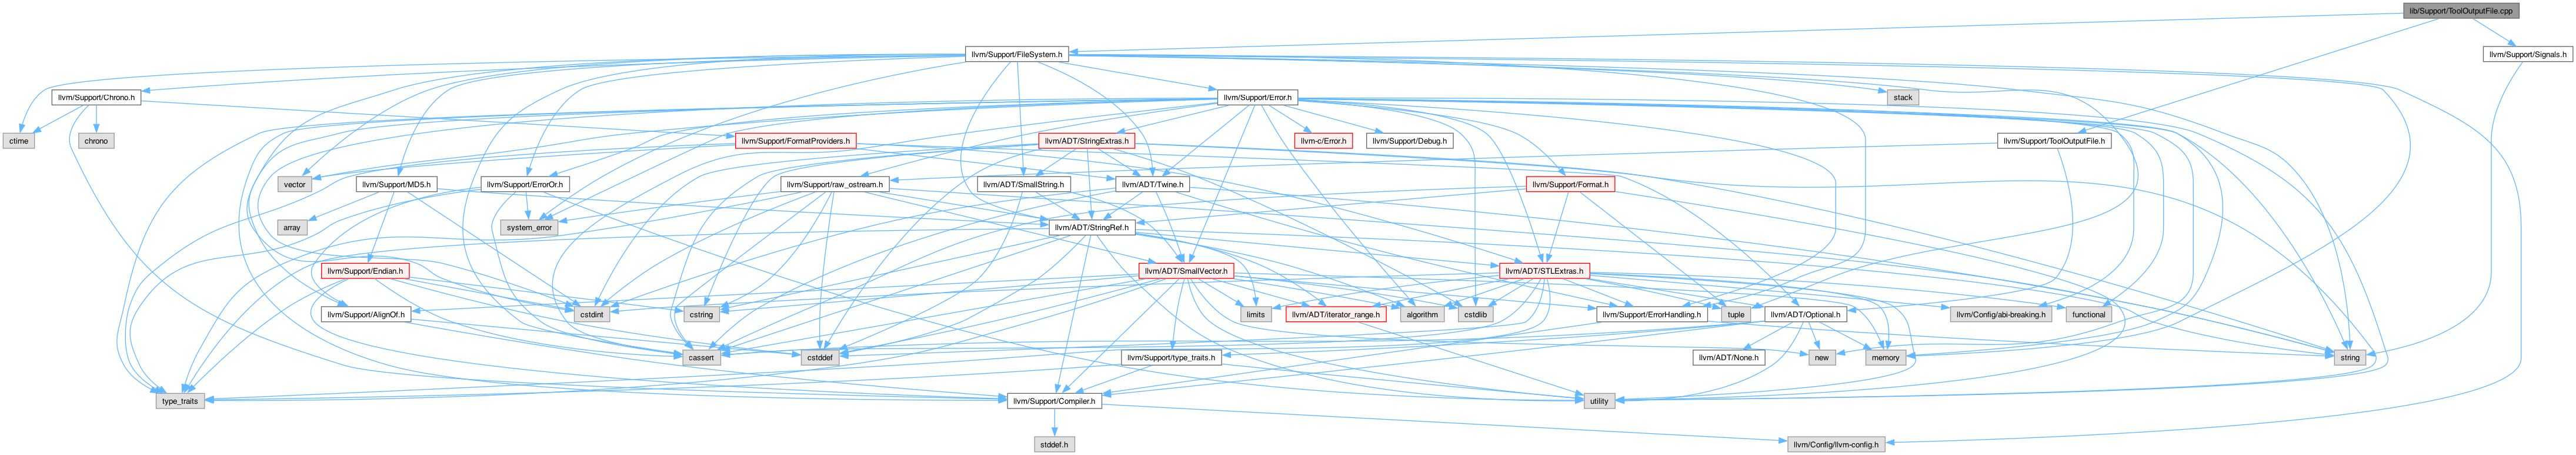 lib/Support/ToolOutputFile.cpp
llvm/Support/FileSystem.h
llvm/Support/Signals.h
llvm/Support/Chrono.h
llvm/Support/Error.h
stack
ctime
chrono
llvm/Support/FormatProviders.h
llvm/ADT/StringExtras.h
llvm-c/Error.h
llvm/Support/Debug.h
llvm/Support/ToolOutputFile.h
vector
llvm/Support/MD5.h
llvm/Support/ErrorOr.h
llvm/Support/raw_ostream.h
llvm/ADT/SmallString.h
llvm/ADT/Twine.h
llvm/Support/Format.h
array
system_error
llvm/ADT/StringRef.h
llvm/Support/Endian.h
llvm/ADT/SmallVector.h
llvm/ADT/STLExtras.h
llvm/Support/AlignOf.h
cstdint
cstring
limits
llvm/ADT/iterator_range.h
algorithm
cstdlib
llvm/Support/ErrorHandling.h
tuple
llvm/ADT/Optional.h
llvm/Config/abi-breaking.h
functional
cassert
cstddef
llvm/Support/type_traits.h
llvm/ADT/None.h
new
memory
string
type_traits
llvm/Support/Compiler.h
utility
stddef.h
llvm/Config/llvm-config.h